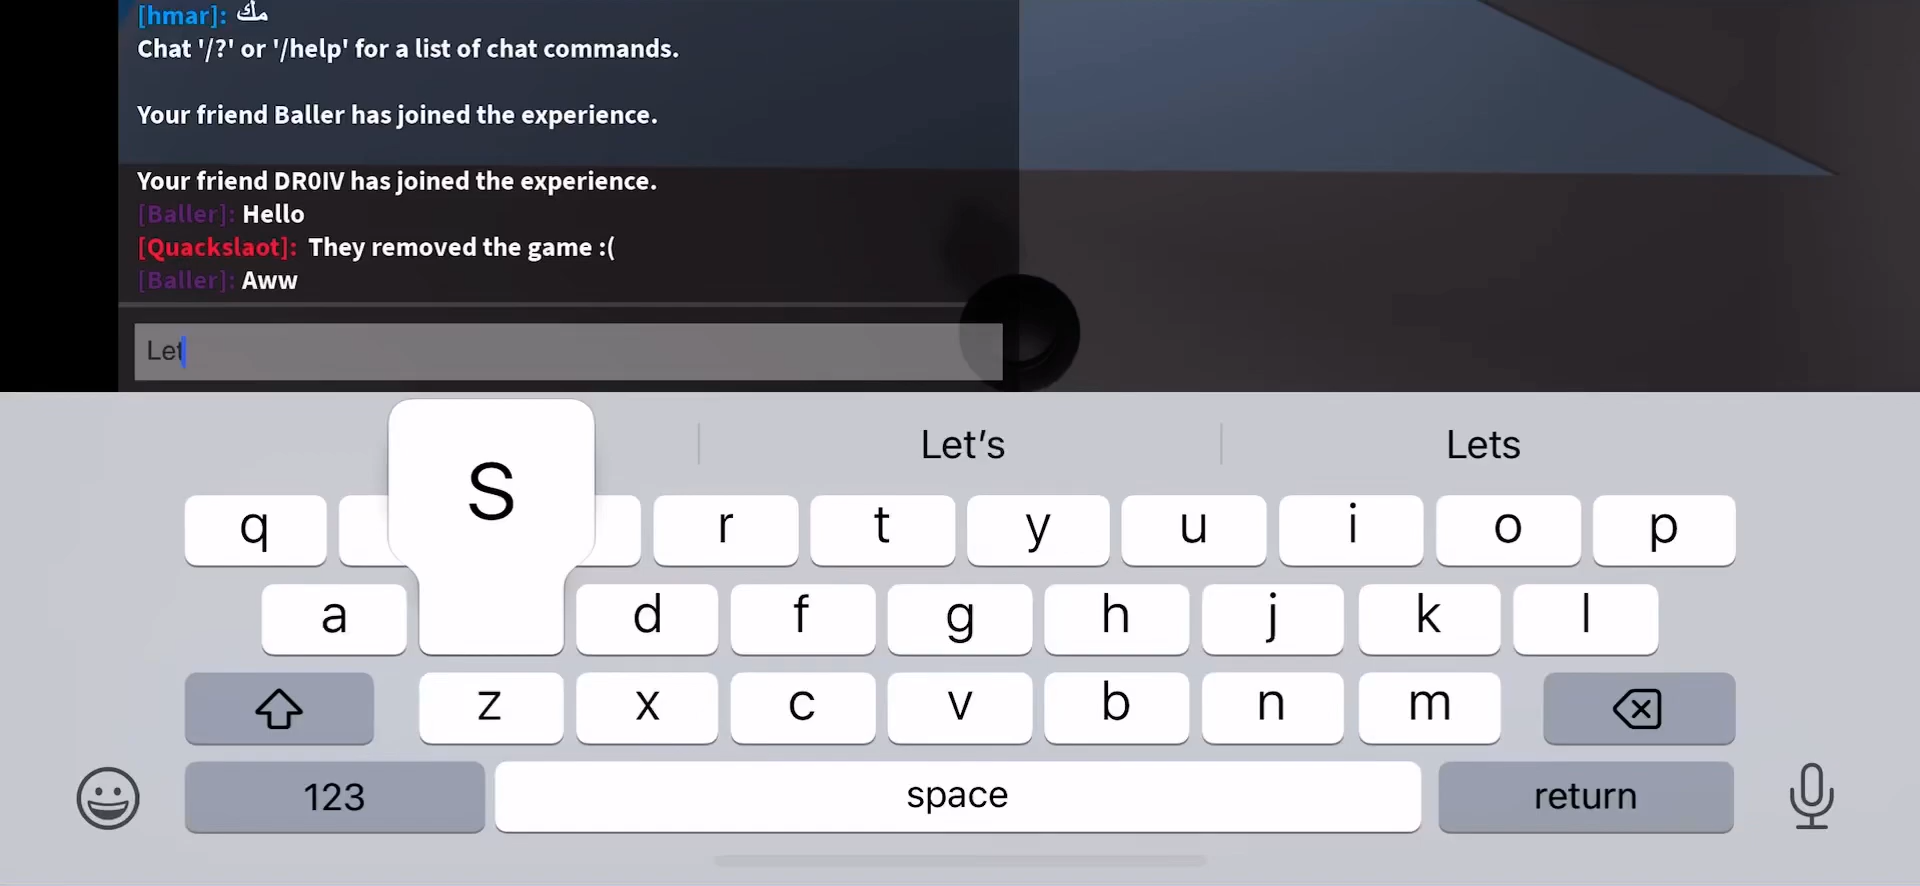 [hmar]: مك
Chat '/?' or '/help' for a list of chat commands.
Your friend Baller has joined the experience.
Your friend DR0IV has joined the experience.
[Baller]: Hello
[Quackslaot]: They removed the game :(
[Baller]: Aww
Let
Let's Lets
S
q r t y u i o p
a d f g h j k l
z x c v b n m
123 space return